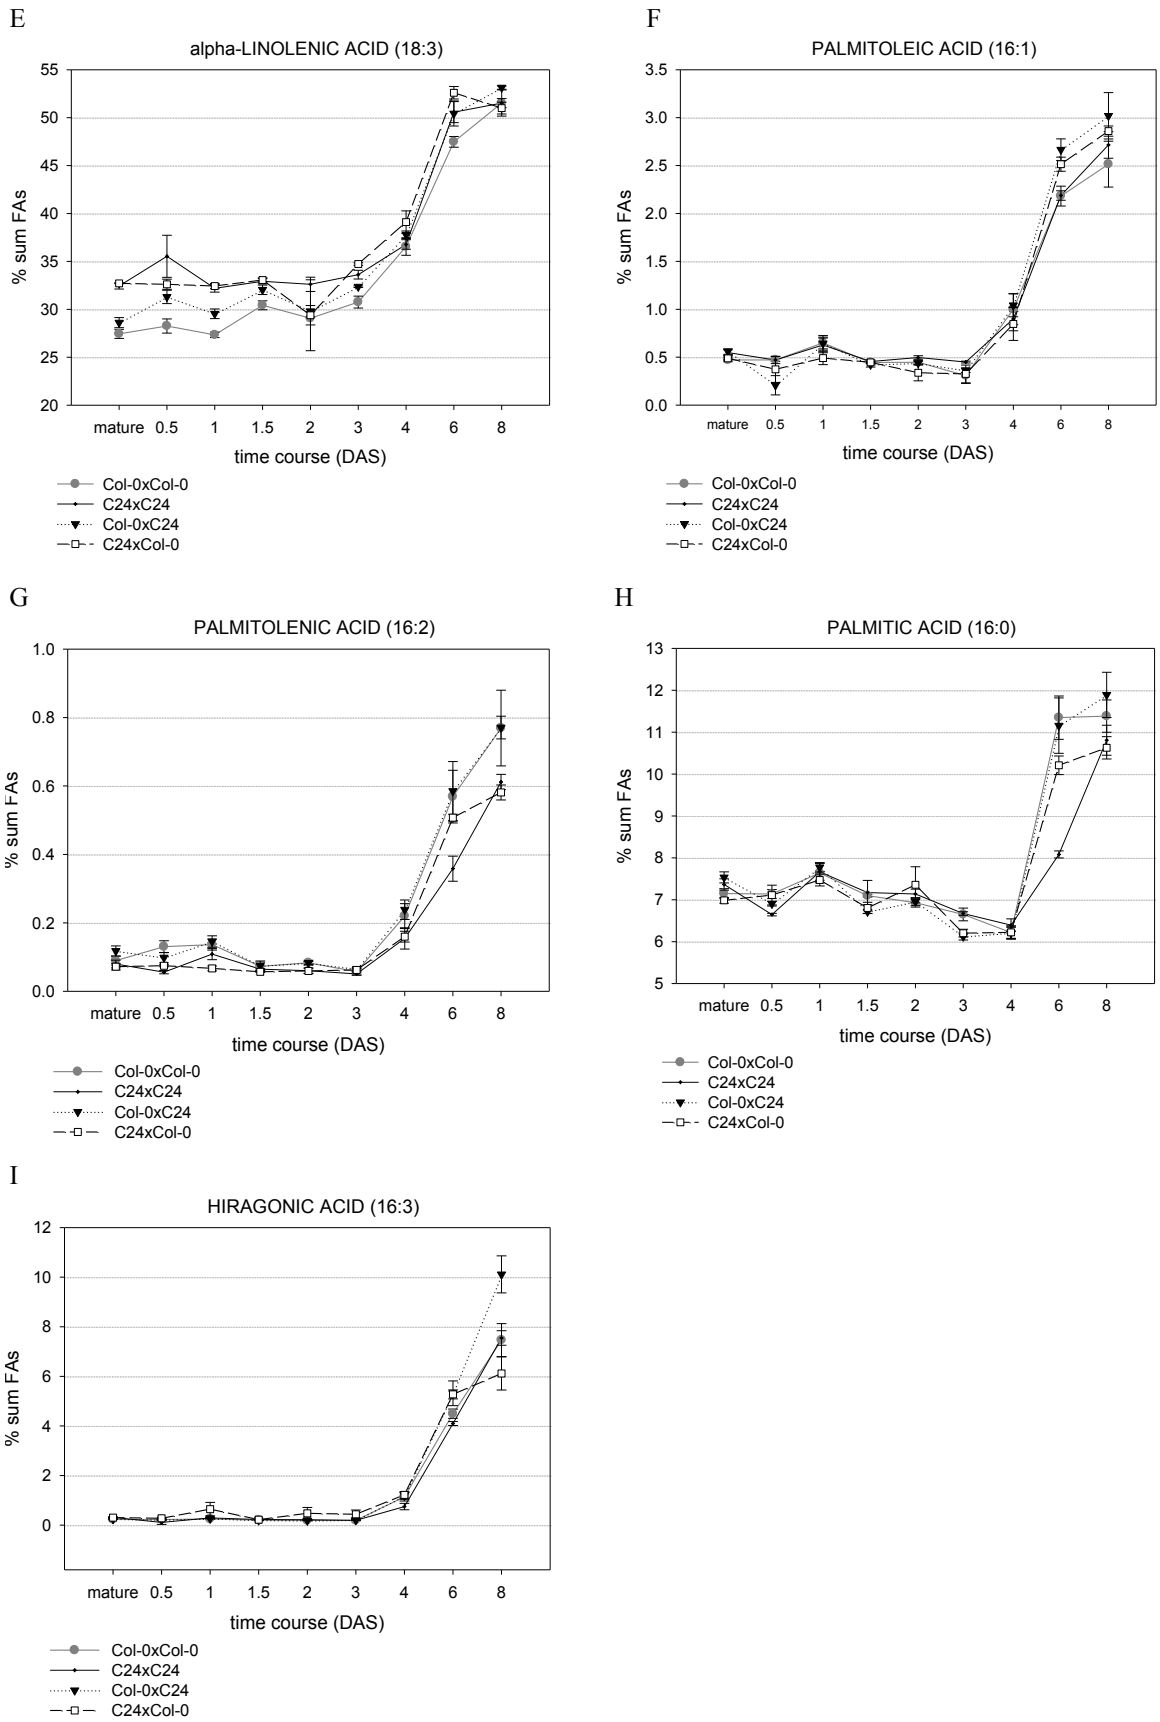 E
alpha-LINOLENIC ACID (18:3)
55
50
45
40
35
30
25
20
% sum FAs
mature 0.5 1 1.5 2 3 4 6 8
time course (DAS)
Col-0xCol-0
C24xC24
Col-0xC24
C24xCol-0
F
PALMITOLEIC ACID (16:1)
3.5
3.0
2.5
2.0
1.5
1.0
0.5
0.0
% sum FAs
mature 0.5 1 1.5 2 3 4 6 8
time course (DAS)
Col-0xCol-0
C24xC24
Col-0xC24
C24xCol-0
G
PALMITOLENIC ACID (16:2)
1.0
0.8
0.6
0.4
0.2
0.0
% sum FAs
mature 0.5 1 1.5 2 3 4 6 8
time course (DAS)
Col-0xCol-0
C24xC24
Col-0xC24
C24xCol-0
H
PALMITIC ACID (16:0)
13
12
11
10
9
8
7
6
5
% sum FAs
mature 0.5 1 1.5 2 3 4 6 8
time course (DAS)
Col-0xCol-0
C24xC24
Col-0xC24
C24xCol-0
I
HIRAGONIC ACID (16:3)
12
10
8
6
4
2
0
% sum FAs
mature 0.5 1 1.5 2 3 4 6 8
time course (DAS)
Col-0xCol-0
C24xC24
Col-0xC24
C24xCol-0